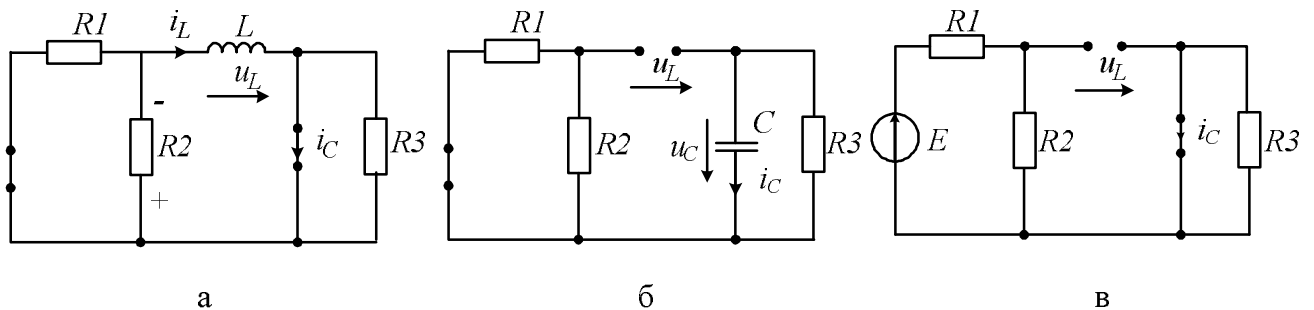 R1 i_L L
u_L
-
R2 i_C R3
+
R1
u_L
C
R2 u_C R3
i_C
R1
u_L
E R2 i_C R3
а б в